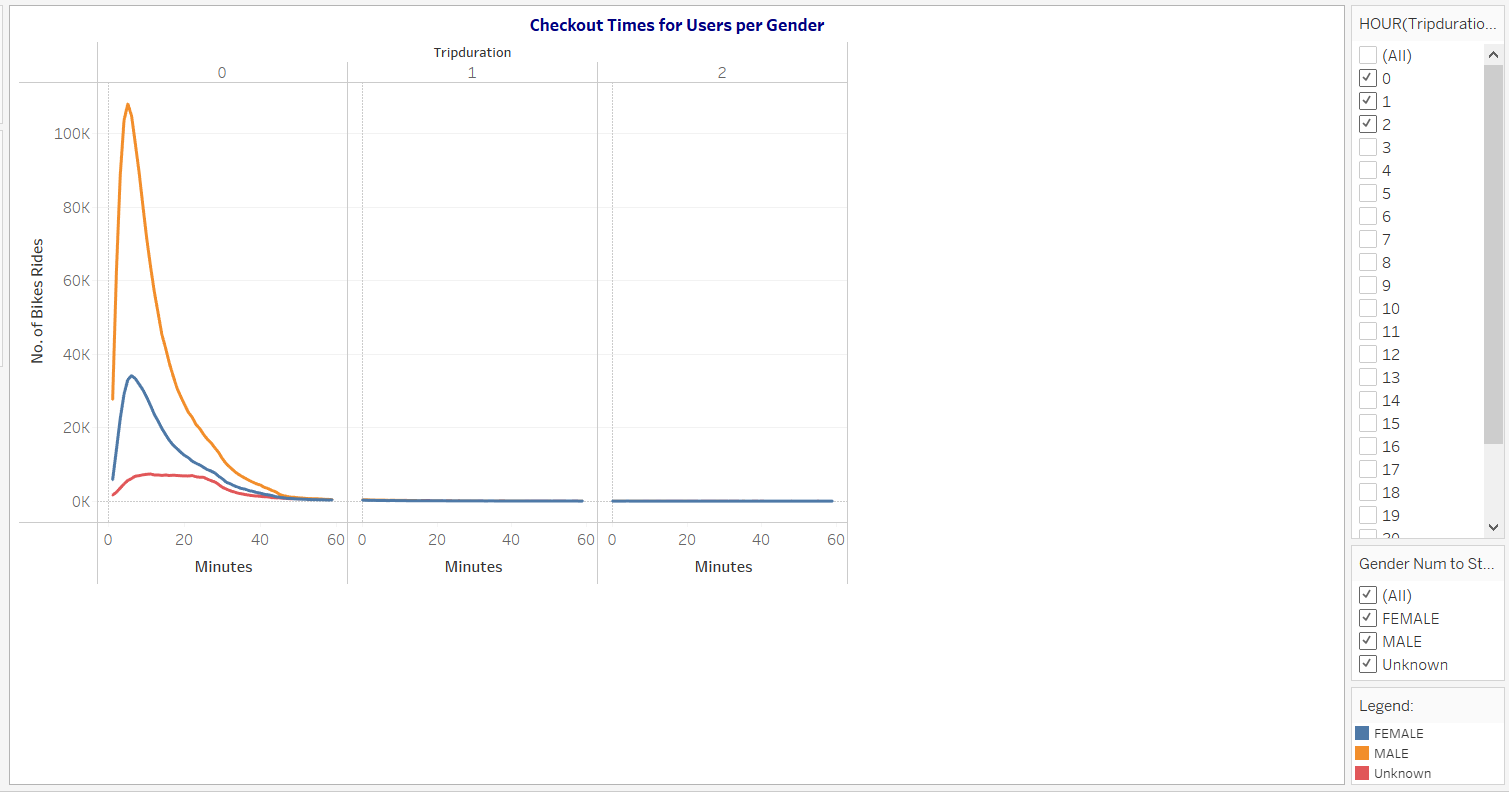 Checkout Times for Users per Gender
Tripduration
0 1 2
No. of Bikes Rides
100K
80K
60K
40K
20K
0K
0 20 40 60 0 20 40 60 0 20 40 60
Minutes Minutes Minutes
HOUR(Tripduratio...
(All)
0
1
2
3
4
5
6
7
8
9
10
11
12
13
14
15
16
17
18
19
20
Gender Num to St...
(All)
FEMALE
MALE
Unknown
Legend:
FEMALE
MALE
Unknown